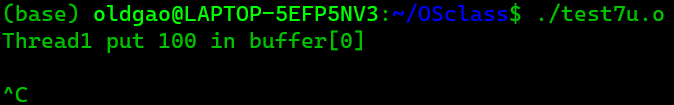 (base) oldgao@LAPTOP-5EFP5NV3:~/OSclass$ ./test7u.o
Thread1 put 100 in buffer[0]
^C